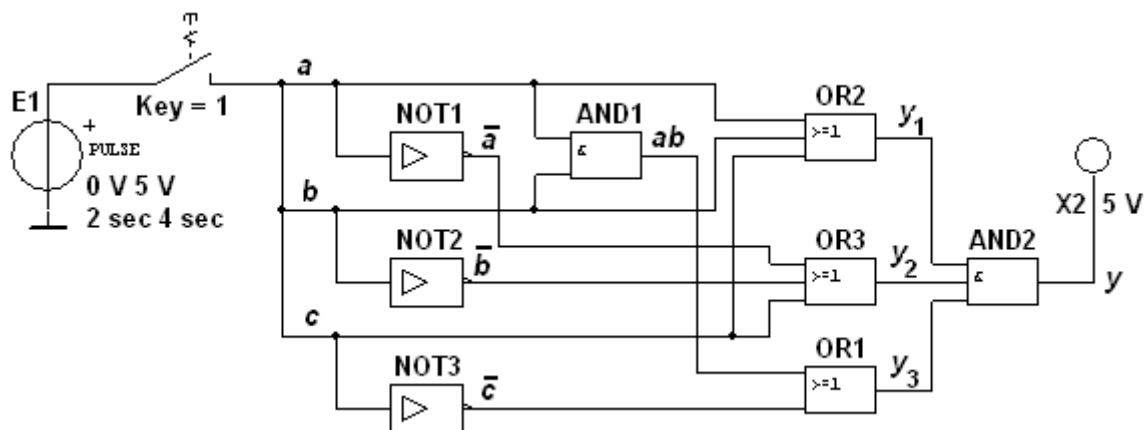 E1
+
PULSE
0 V 5 V
2 sec 4 sec
Key = 1
a
b
c
NOT1
a̅
NOT2
b̅
NOT3
c̅
AND1
&
ab
OR2
>=1
y₁
OR3
>=1
y₂
OR1
>=1
y₃
AND2
&
X2 5 V
y